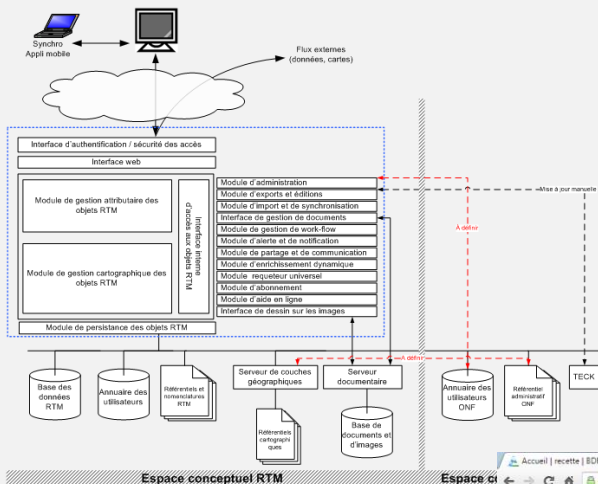 Synchro
Appli mobile
Flux externes
(données, cartes)
Interface d'authentification / sécurité des accès
Interface web
Module de gestion attributaire des
objets RTM
Module de gestion cartographique des
objets RTM
Interface interne
d'accès aux objets RTM
Module d'administration
Module d'exports et éditions
Module d'import et de synchronisation
Interface de gestion de documents
Module de gestion de work-flow
Module d'alerte et de notification
Module de partage et de communication
Module d'enrichissement dynamique
Module requeteur universel
Module d'abonnement
Module d'aide en ligne
Interface de dessin sur les images
Module de persistance des objets RTM
Mise à jour manuelle
A définir
A définir
Base des
données
RTM
Annuaire des
utilisateurs
Référentiels et
nomenclatures
RTM
Serveur de couches
géographiques
Serveur
documentaire
Annuaire des
utilisateurs
ONF
Référentiel
administratif
ONF
TECK
Référentiels
cartographi
ques
Base de
documents et
d'images
Espace conceptuel RTM
Espace co
Accueil | recette | BD